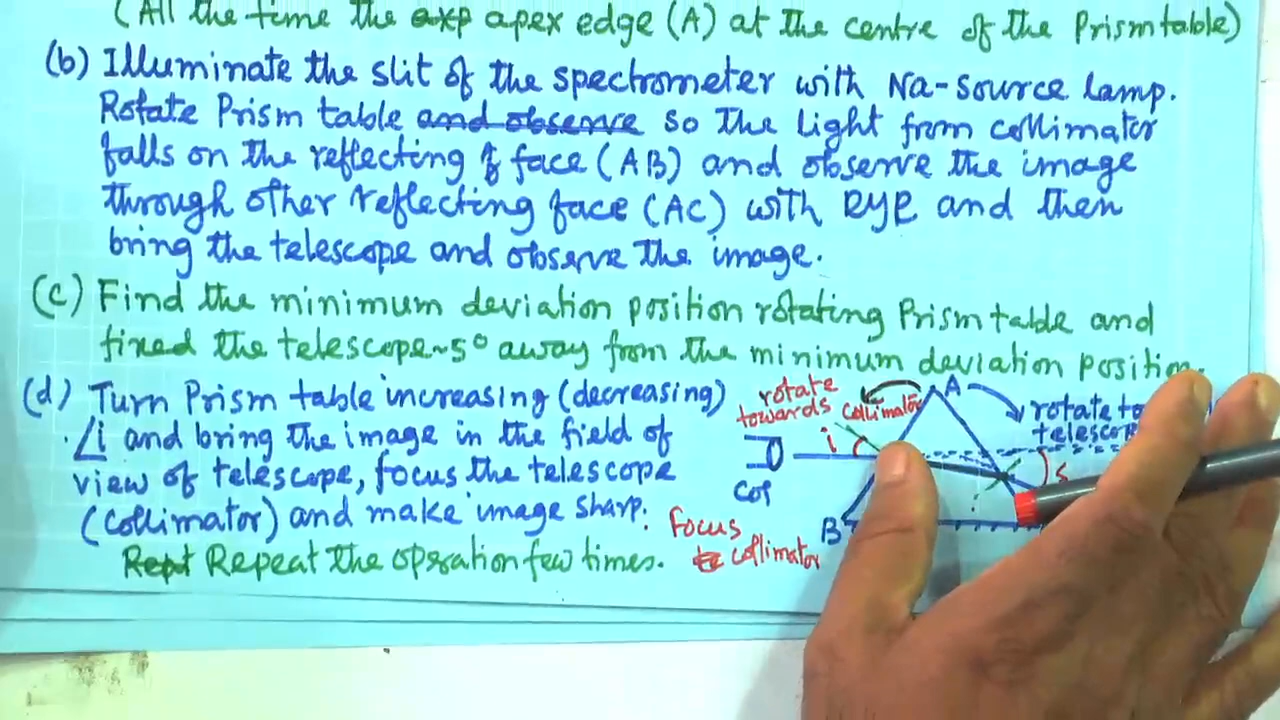 (All the time the axp apex edge (A) at the centre of the Prism table)
(b) Illuminate the slit of the spectrometer with Na-source lamp.
Rotate Prism table and observe so the light from collimator
falls on the reflecting f face (AB) and observe the image
through other reflecting face (AC) with EYE and then
bring the telescope and observe the image.
(c) Find the minimum deviation position rotating Prism table and
fixed the telescope ~5° away from the minimum deviation position.
(d) Turn Prism table increasing (decreasing)
∠i and bring the image in the field of
view of telescope, focus the telescope
(Collimator) and make image sharp.
Rept Repeat the operation few times.
rotate
towards collimator
A
rotate to
telescop
i
δ
Col
B
Focus
te collimator